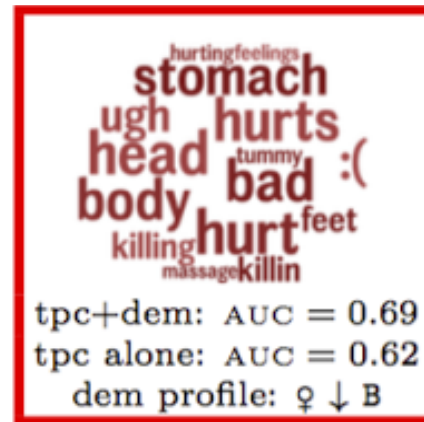 hurtingfeelings
stomach
ugh hurts
head tummy :(
bad
body feet
killing hurt
massage killin
tpc+dem: AUC = 0.69
tpc alone: AUC = 0.62
dem profile: ♀ ↓ B